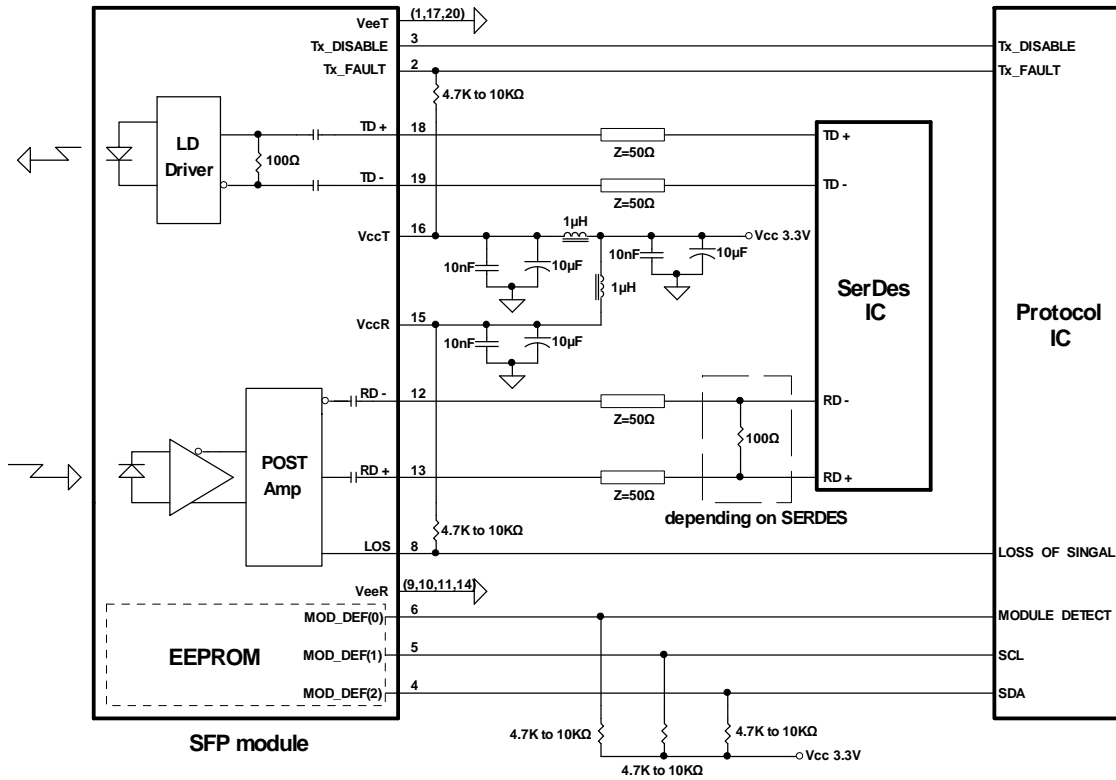 VeeT
(1,17,20)
Tx_DISABLE
3
Tx_DISABLE
Tx_FAULT
2
Tx_FAULT
4.7K to 10KΩ
LD
Driver
100Ω
TD+
18
Z=50Ω
TD+
TD-
19
Z=50Ω
TD-
VccT
16
1µH
Vcc 3.3V
10nF
10µF
10nF
10µF
1µH
SerDes
IC
Protocol
IC
VccR
15
10nF
10µF
RD-
12
Z=50Ω
RD-
100Ω
POST
Amp
RD+
13
Z=50Ω
RD+
depending on SERDES
4.7K to 10KΩ
LOS
8
LOSS OF SINGAL
VeeR
(9,10,11,14)
MOD_DEF(0)
6
MODULE DETECT
EEPROM
MOD_DEF(1)
5
SCL
MOD_DEF(2)
4
SDA
4.7K to 10KΩ
4.7K to 10KΩ
4.7K to 10KΩ
Vcc 3.3V
SFP module